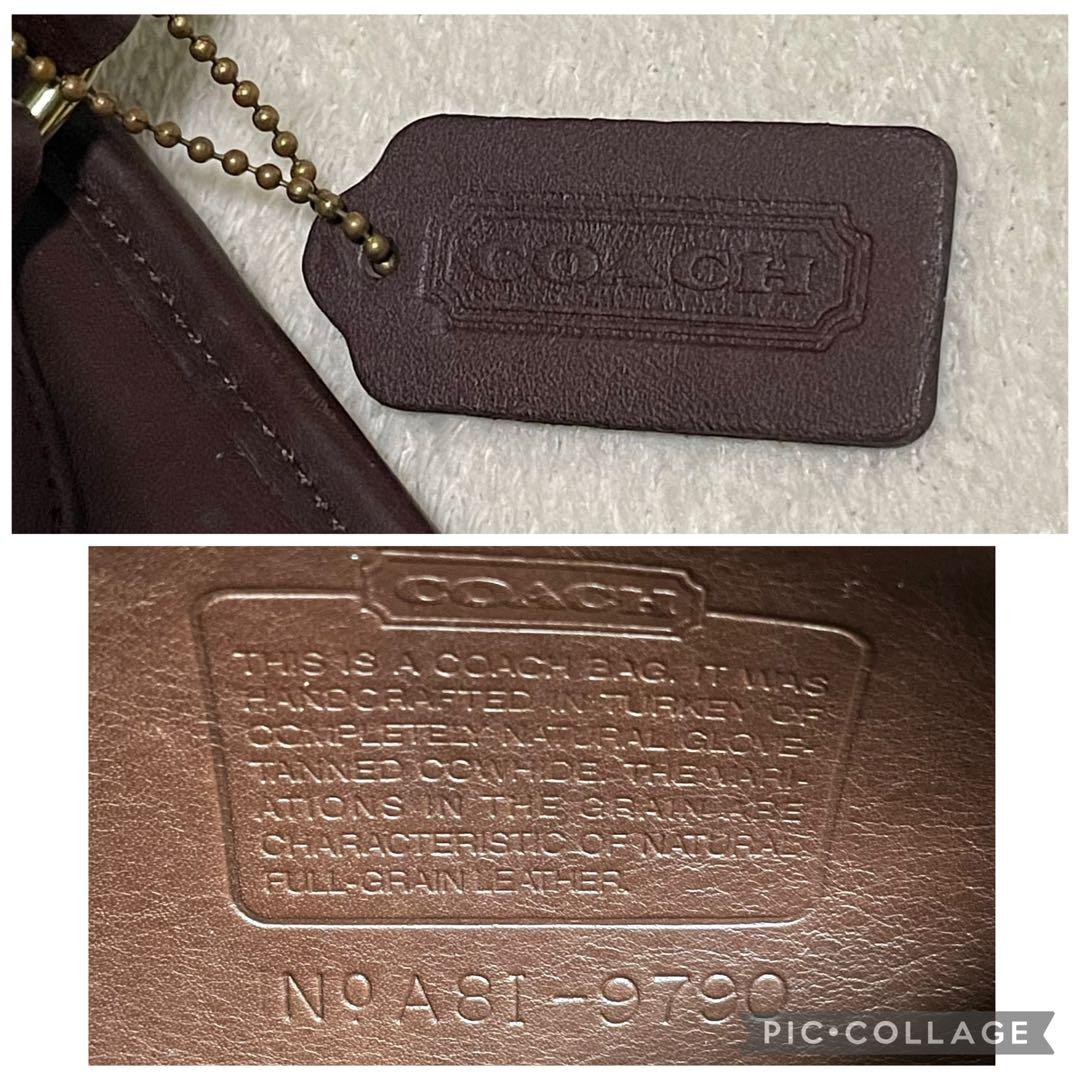 COACH
COACH
THIS IS A COACH BAG. IT WAS
HANDCRAFTED IN TURKEY OF
COMPLETELY NATURAL GLOVE-
TANNED COWHIDE. THE VARI-
ATIONS IN THE GRAIN ARE
CHARACTERISTIC OF NATURAL
FULL-GRAIN LEATHER.
No A8I-9790
PIC•COLLAGE